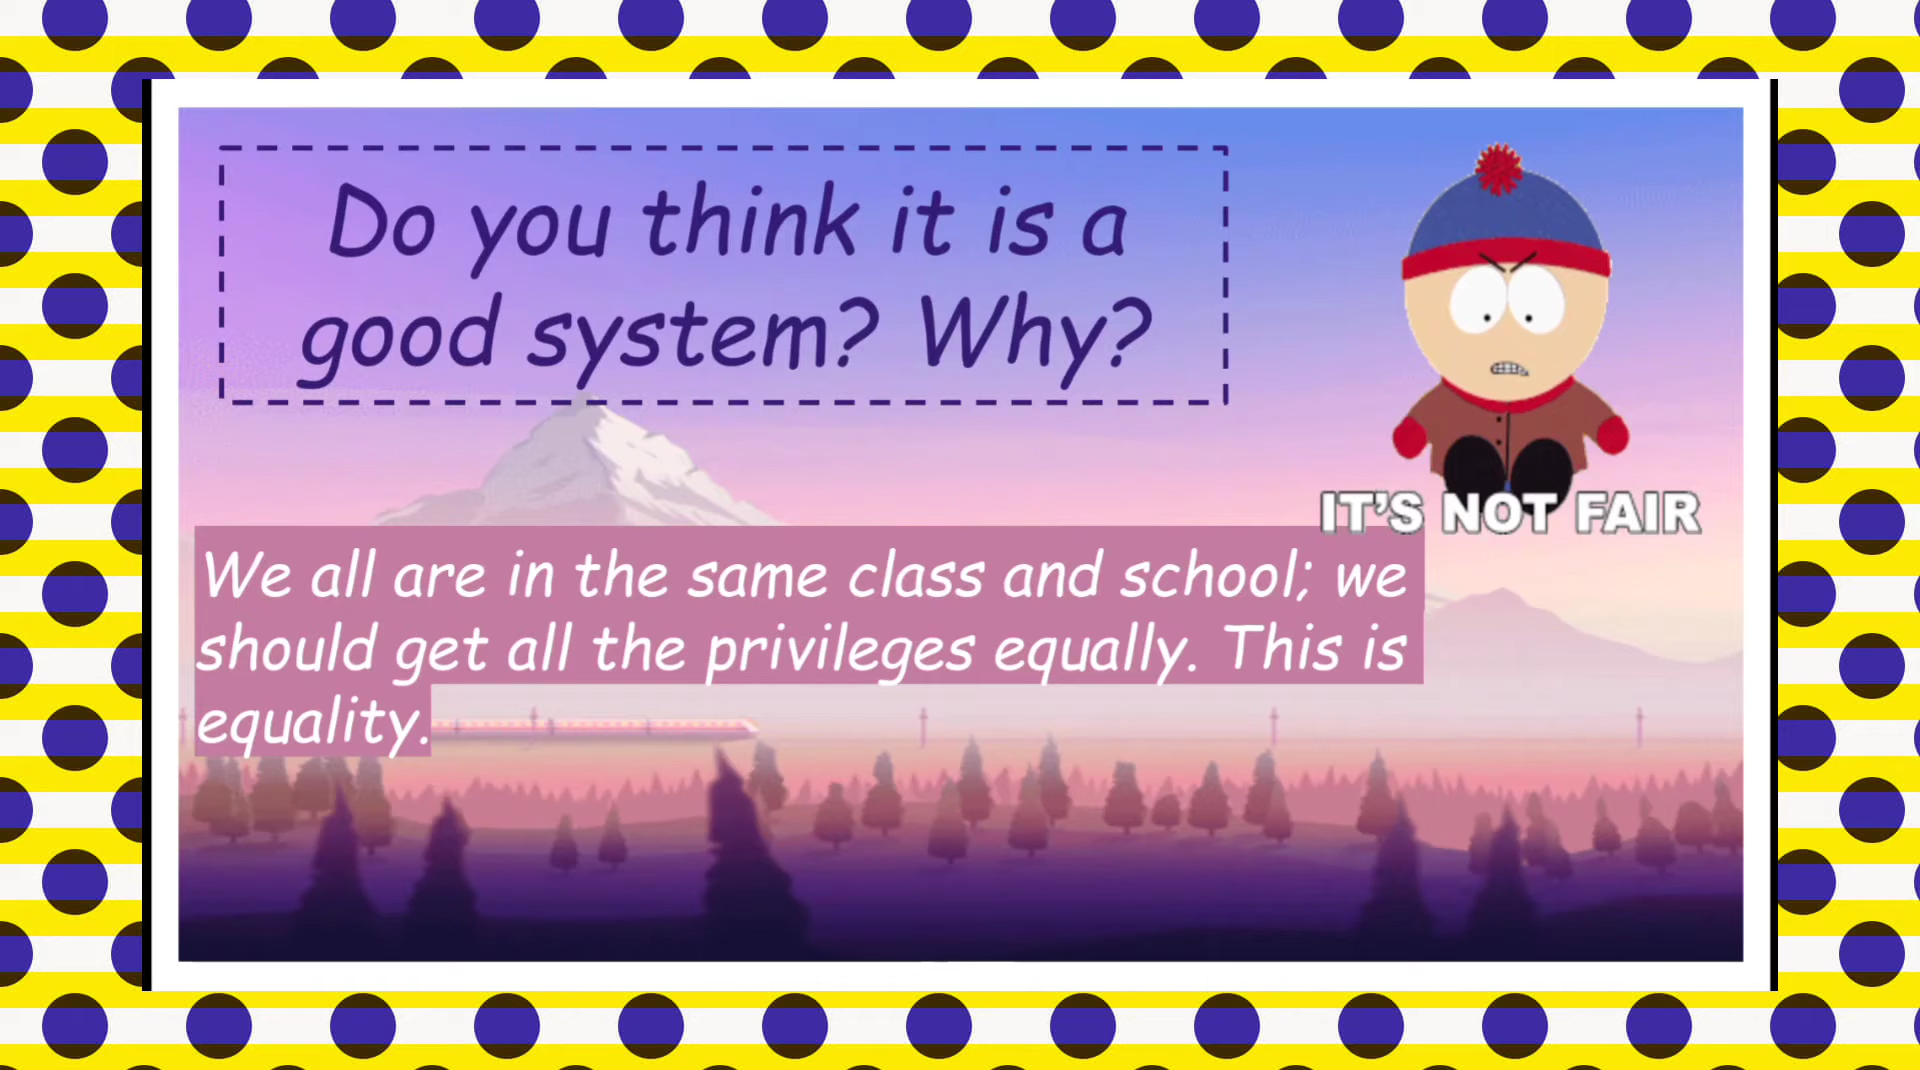 Do you think it is a
good system? Why?
IT'S NOT FAIR
We all are in the same class and school; we
should get all the privileges equally. This is
equality.